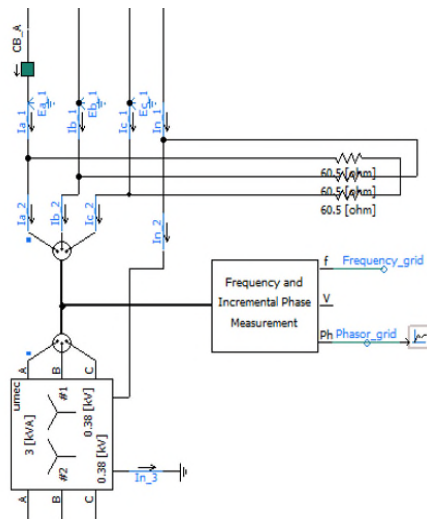 CB_A
Ea_1
Eb_1
Ec_1
Ia_1
Ib_1
Ic_1
In_1
60.5 [ohm]
60.5 [ohm]
60.5 [ohm]
Ia_2
Ib_2
Ic_2
In_2
Frequency and
Incremental Phase
Measurement
f
Frequency_grid
V
Ph
Phasor_grid
A
B
C
umec
3 [kVA]
#1
#2
0.38 [kV]
0.38 [kV]
In_3
A
B
C